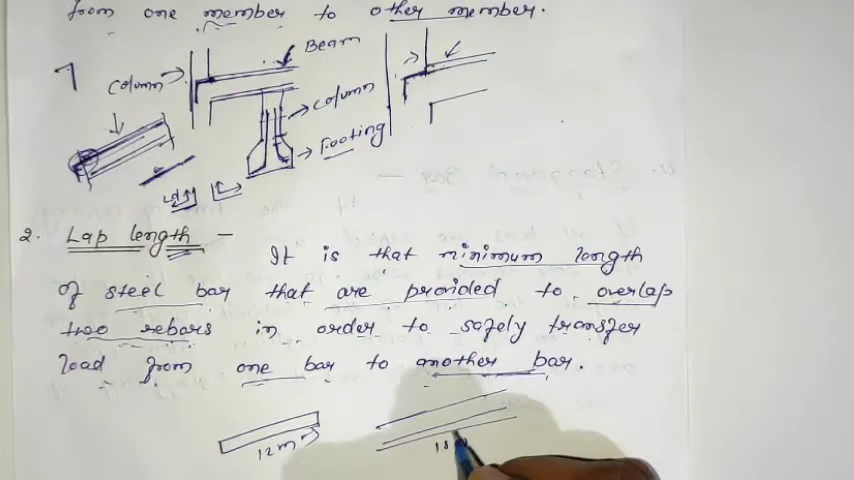 from one member to other member.
Beam
Column
Column
Footing
2. Lap length -
It is that minimum length
of steel bar that are provided to overlap
two rebars in order to safely transfer
load from one bar to another bar.
12m